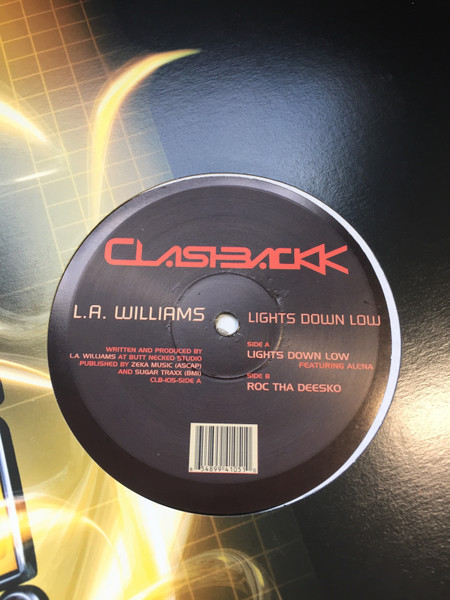 CLASHBACKK
L.A. WILLIAMS
LIGHTS DOWN LOW
WRITTEN AND PRODUCED BY
L.A. WILLIAMS AT BUTT NECKED STUDIO
PUBLISHED BY ZEKA MUSIC (ASCAP)
AND SUGAR TRAXX (BMI)
CLB-105-SIDE A
SIDE A
LIGHTS DOWN LOW
FEATURING ALENA
SIDE B
ROC THA DEESKO